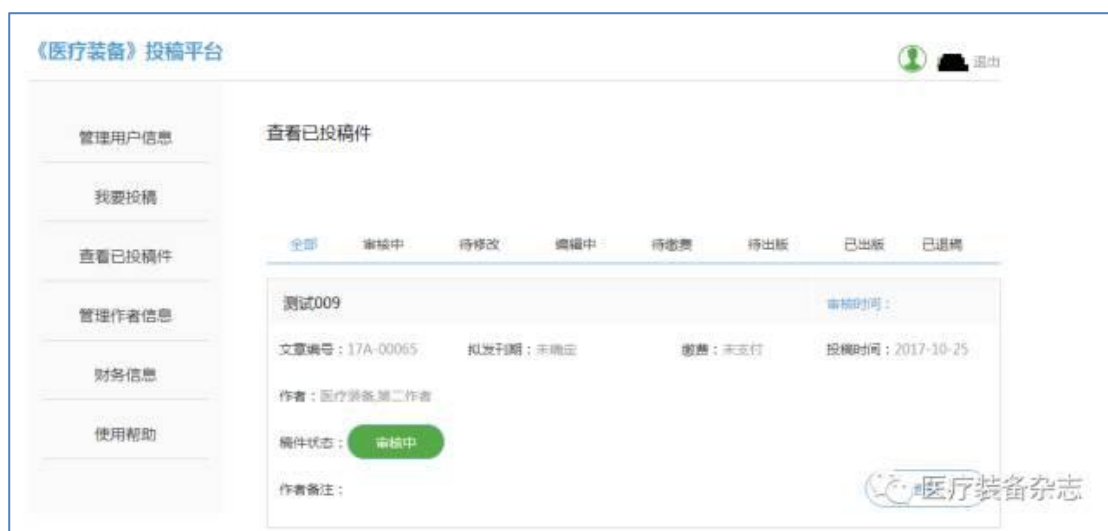 《医疗装备》投稿平台
退出
管理用户信息
我要投稿
查看已投稿件
管理作者信息
财务信息
使用帮助
查看已投稿件
全部 审核中 待修改 编辑中 待缴费 待出版 已出版 已退稿
测试009 审核时间：
文章编号：17A-00065 拟发刊期：未确定 缴费：未支付 投稿时间：2017-10-25
作者：医疗装备,第二作者
稿件状态：审核中
作者备注：
医疗装备杂志